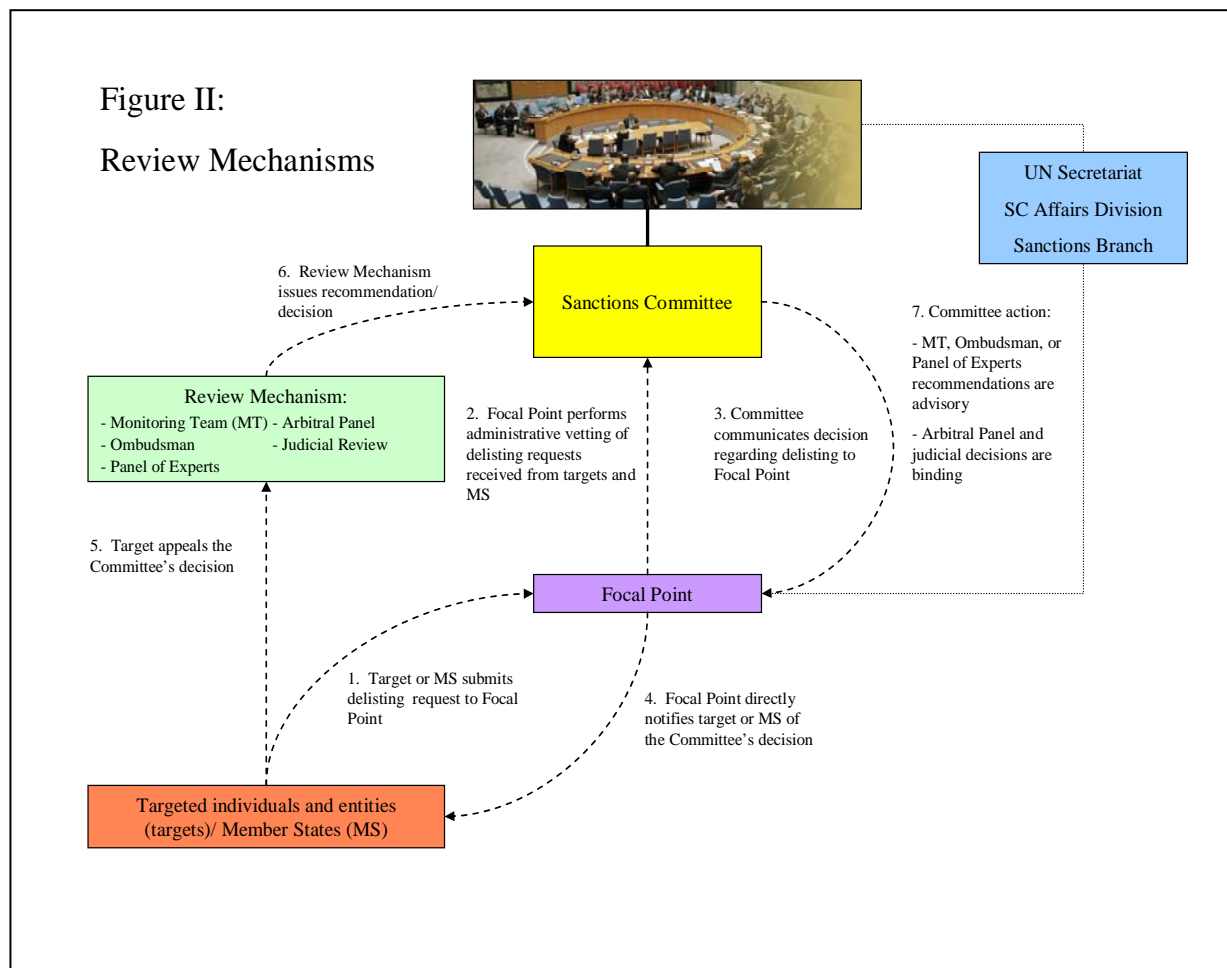 Figure II:
Review Mechanisms
UN Secretariat
SC Affairs Division
Sanctions Branch
6. Review Mechanism
issues recommendation/
decision
Sanctions Committee
7. Committee action:
- MT, Ombudsman, or
Panel of Experts
recommendations are
advisory
- Arbitral Panel and
judicial decisions are
binding
Review Mechanism:
- Monitoring Team (MT) - Arbitral Panel
- Ombudsman - Judicial Review
- Panel of Experts
2. Focal Point performs
administrative vetting of
delisting requests
received from targets and
MS
3. Committee
communicates decision
regarding delisting to
Focal Point
5. Target appeals the
Committee's decision
Focal Point
1. Target or MS submits
delisting request to Focal
Point
4. Focal Point directly
notifies target or MS of
the Committee's decision
Targeted individuals and entities
(targets)/ Member States (MS)